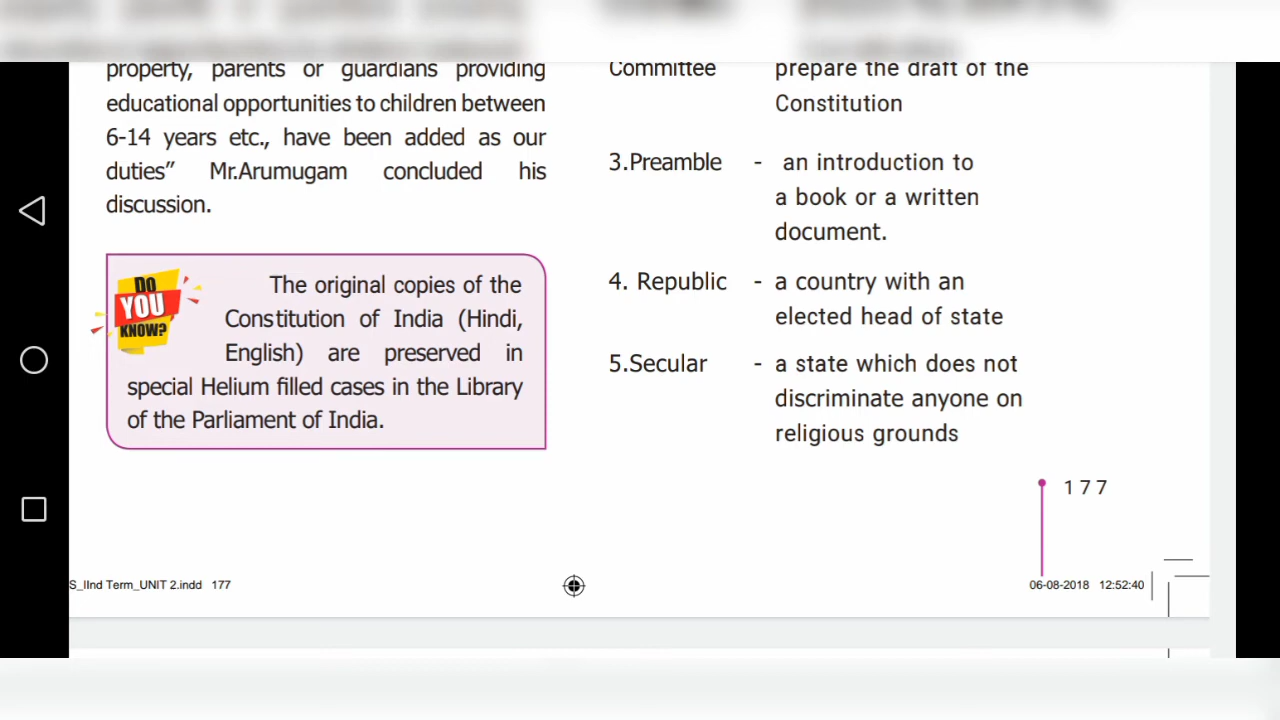 property, parents or guardians providing
educational opportunities to children between
6-14 years etc., have been added as our
duties” Mr.Arumugam concluded his
discussion.
DO
YOU
KNOW?
The original copies of the
Constitution of India (Hindi,
English) are preserved in
special Helium filled cases in the Library
of the Parliament of India.
Committee prepare the draft of the
Constitution
3.Preamble - an introduction to
a book or a written
document.
4. Republic - a country with an
elected head of state
5.Secular - a state which does not
discriminate anyone on
religious grounds
177
S_IInd Term_UNIT 2.indd 177
06-08-2018 12:52:40